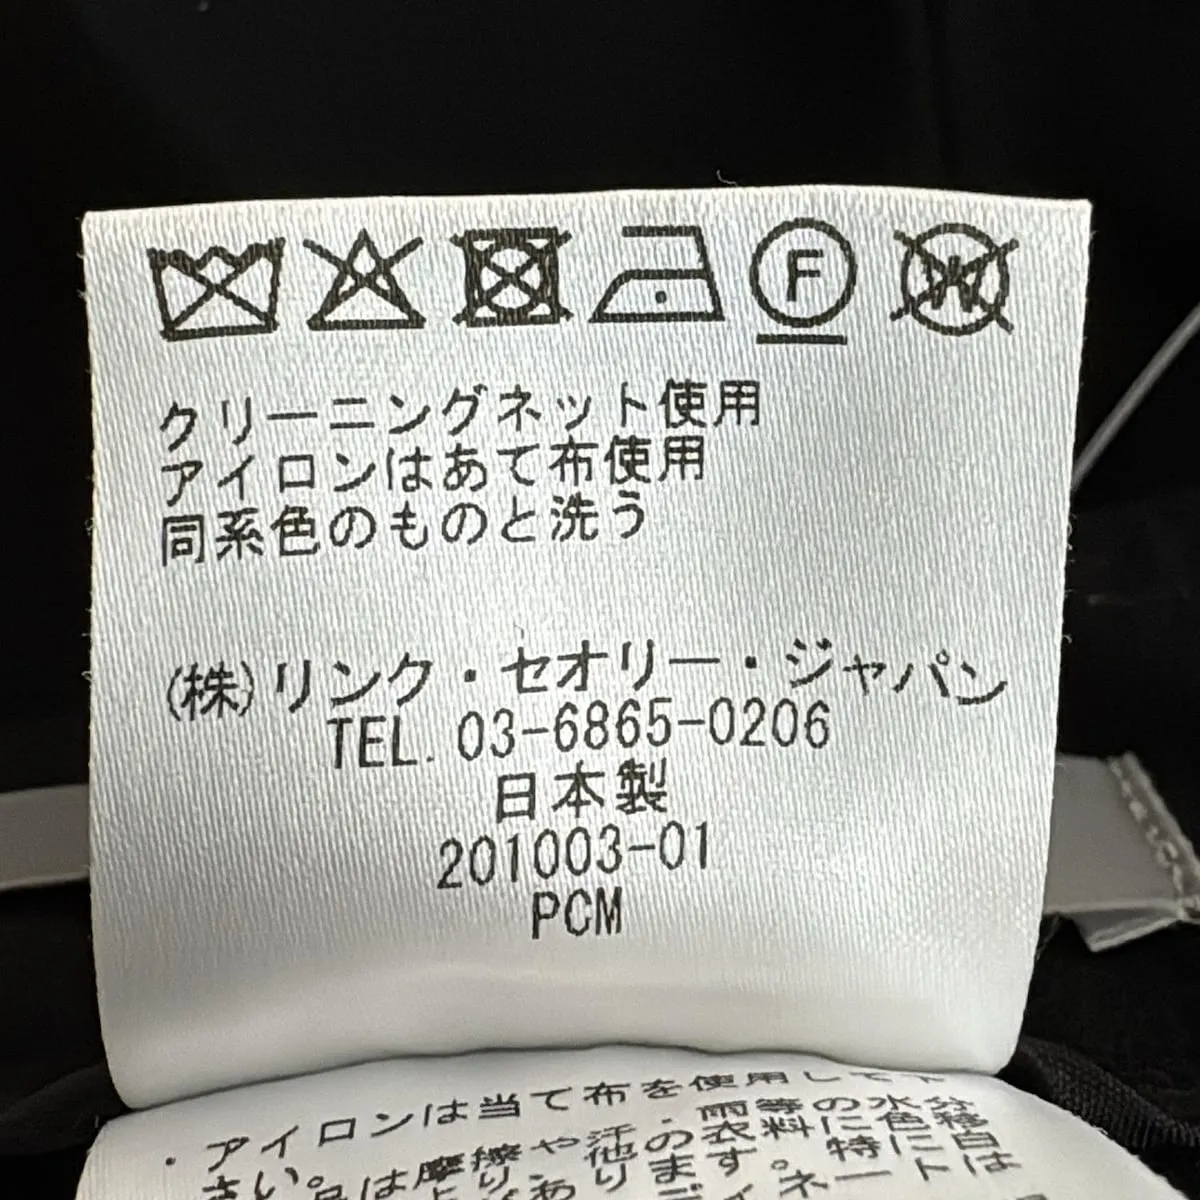 F W
クリーニングネット使用
アイロンはあて布使用
同系色のものと洗う
(株)リンク・セオリー・ジャパン
TEL. 03-6865-0206
日本製
201003-01
PCM
・アイロンは当て布を使用して
さい。